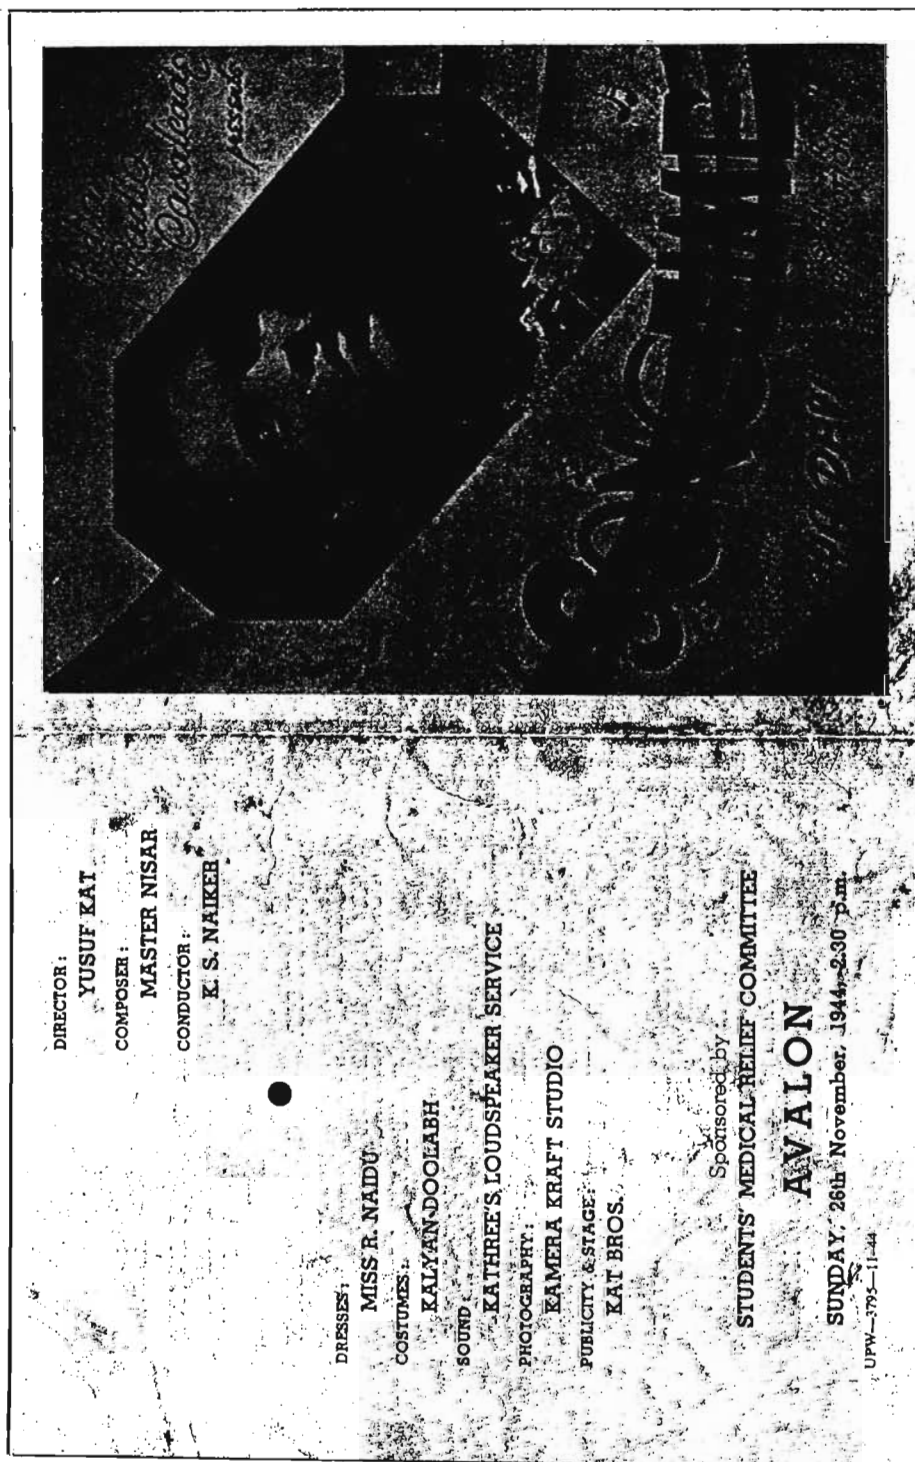 DIRECTOR:
YUSUF KAT
COMPOSER:
MASTER NISAR
CONDUCTOR:
K. S. NAIKER
DRESSES:
MISS R. NAIDU
COSTUMES:
KALYAN DOOLABH
SOUND
KATHREE'S LOUDSPEAKER SERVICE
PHOTOGRAPHY:
KAMERA KRAFT STUDIO
PUBLICITY & STAGE:
KAT BROS.
Sponsored by
STUDENTS' MEDICAL RELIEF COMMITTEE
AVALON
SUNDAY, 26th November, 1944, 2.30 p.m.
UPW—3795—11-44